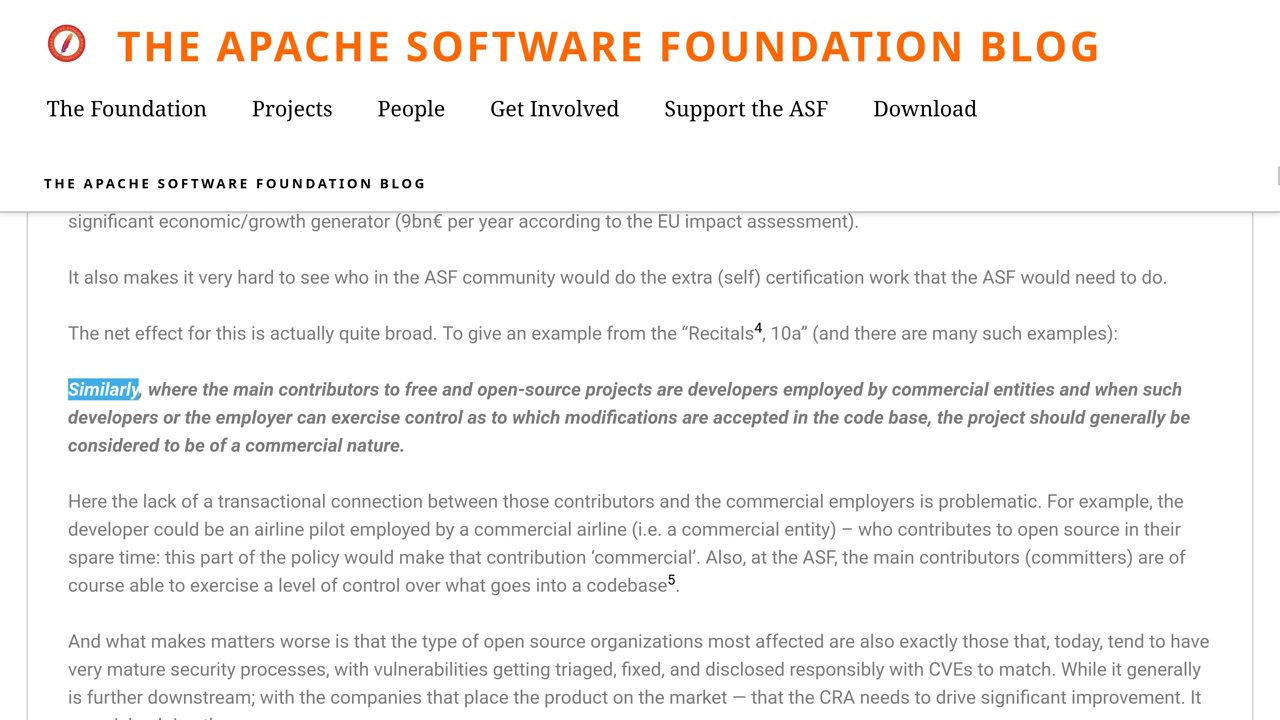 THE APACHE SOFTWARE FOUNDATION BLOG
The Foundation Projects People Get Involved Support the ASF Download
THE APACHE SOFTWARE FOUNDATION BLOG
significant economic/growth generator (9bn€ per year according to the EU impact assessment).
It also makes it very hard to see who in the ASF community would do the extra (self) certification work that the ASF would need to do.
The net effect for this is actually quite broad. To give an example from the “Recitals4, 10a” (and there are many such examples):
Similarly, where the main contributors to free and open-source projects are developers employed by commercial entities and when such
developers or the employer can exercise control as to which modifications are accepted in the code base, the project should generally be
considered to be of a commercial nature.
Here the lack of a transactional connection between those contributors and the commercial employers is problematic. For example, the
developer could be an airline pilot employed by a commercial airline (i.e. a commercial entity) – who contributes to open source in their
spare time: this part of the policy would make that contribution ‘commercial’. Also, at the ASF, the main contributors (committers) are of
course able to exercise a level of control over what goes into a codebase5.
And what makes matters worse is that the type of open source organizations most affected are also exactly those that, today, tend to have
very mature security processes, with vulnerabilities getting triaged, fixed, and disclosed responsibly with CVEs to match. While it generally
is further downstream; with the companies that place the product on the market — that the CRA needs to drive significant improvement. It